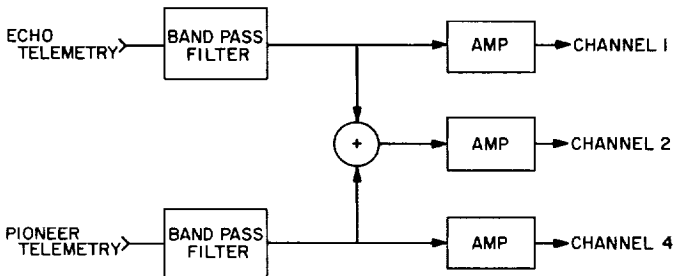 ECHO
TELEMETRY
BAND PASS
FILTER
AMP
CHANNEL 1
+
AMP
CHANNEL 2
PIONEER
TELEMETRY
BAND PASS
FILTER
AMP
CHANNEL 4